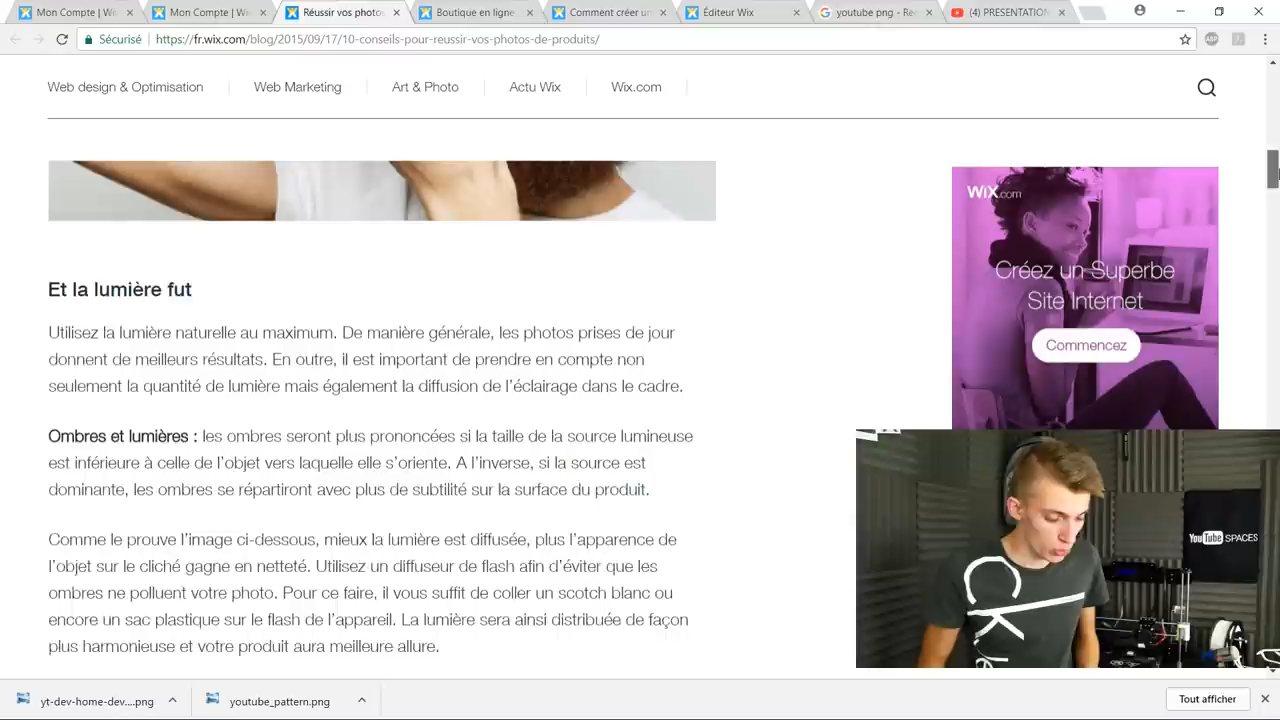 Mon Compte | Wi
Mon Compte | Wi
Réussir vos photos
Boutique en ligne
Comment créer un
Éditeur Wix
youtube png - Re
(4) PRESENTATION
Sécurisé
https://fr.wix.com/blog/2015/09/17/10-conseils-pour-reussir-vos-photos-de-produits/
ABP
Web design & Optimisation
Web Marketing
Art & Photo
Actu Wix
Wix.com
WiX.com
Créez un Superbe
Site Internet
Commencez
Et la lumière fut
Utilisez la lumière naturelle au maximum. De manière générale, les photos prises de jour
donnent de meilleurs résultats. En outre, il est important de prendre en compte non
seulement la quantité de lumière mais également la diffusion de l'éclairage dans le cadre.
Ombres et lumières : les ombres seront plus prononcées si la taille de la source lumineuse
est inférieure à celle de l'objet vers laquelle elle s'oriente. A l'inverse, si la source est
dominante, les ombres se répartiront avec plus de subtilité sur la surface du produit.
Comme le prouve l'image ci-dessous, mieux la lumière est diffusée, plus l'apparence de
l'objet sur le cliché gagne en netteté. Utilisez un diffuseur de flash afin d'éviter que les
ombres ne polluent votre photo. Pour ce faire, il vous suffit de coller un scotch blanc ou
encore un sac plastique sur le flash de l'appareil. La lumière sera ainsi distribuée de façon
plus harmonieuse et votre produit aura meilleure allure.
YouTube SPACES
yt-dev-home-dev....png
youtube_pattern.png
Tout afficher